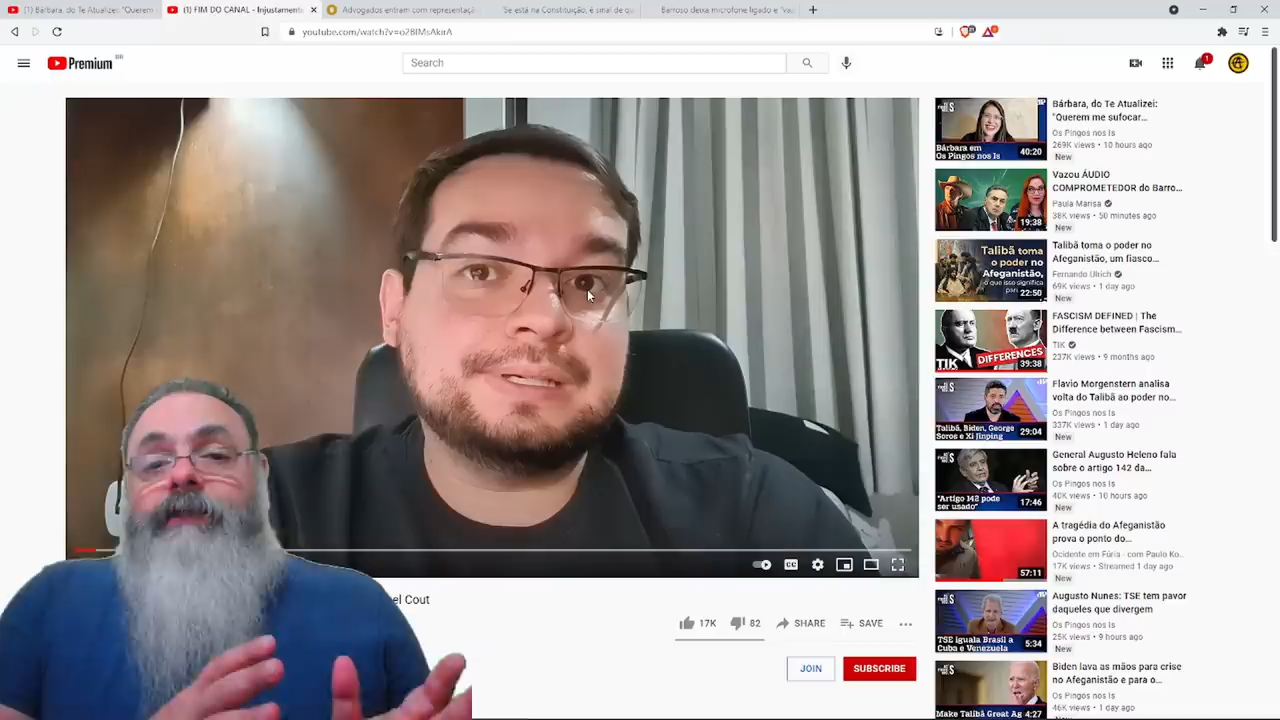 (1) Bárbara, do Te Atualizei: "Querem
(1) FIM DO CANAL - Injustamente
Advogados entram com representação
"Se está na Constituição, é sinal de qu
Barroso deixa microfone ligado e "Va
youtube.com/watch?v=o2BIMsAkirA
Premium
BR
Search
1
Bárbara, do Te Atualizei:
"Querem me sufocar...
Os Pingos nos Is
269K views • 10 hours ago
New
Bárbara em
Os Pingos nos Is
40:20
Vazou ÁUDIO
COMPROMETEDOR do Barro...
Paula Marisa
38K views • 50 minutes ago
New
19:38
Talibã toma o poder no
Afeganistão, um fiasco...
Fernando Ulrich
69K views • 1 day ago
New
Talibã toma
o poder no
Afeganistão,
o que isso significa
22:50
FASCISM DEFINED | The
Difference between Fascism...
TIK
237K views • 9 months ago
TIK
DIFFERENCES
39:38
Flavio Morgenstern analisa
volta do Talibã ao poder no...
Os Pingos nos Is
337K views • 1 day ago
New
Talibã, Biden, George
Soros e Xi Jinping
29:04
General Augusto Heleno fala
sobre o artigo 142 da...
Os Pingos nos Is
40K views • 10 hours ago
New
"Artigo 142 pode
ser usado"
17:46
A tragédia do Afeganistão
prova o ponto do...
Ocidente em Fúria - com Paulo Ko...
17K views • Streamed 1 day ago
New
57:11
Augusto Nunes: TSE tem pavor
daqueles que divergem
Os Pingos nos Is
25K views • 9 hours ago
New
TSE iguala Brasil a
Cuba e Venezuela
5:34
Biden lava as mãos para crise
no Afeganistão e para o...
Os Pingos nos Is
46K views • 1 day ago
New
Make Talibã Great Ag
4:27
CC
el Cout
17K
82
SHARE
SAVE
JOIN
SUBSCRIBE